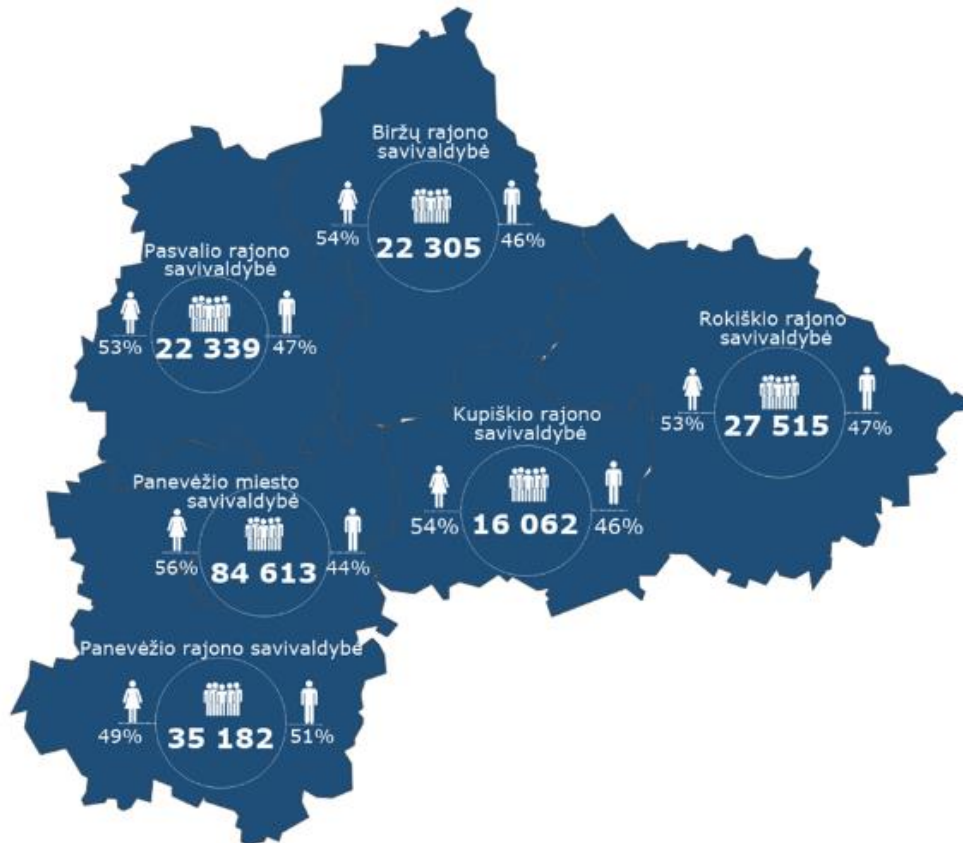 Biržų rajono
savivaldybė
54%
22 305
46%
Pasvalio rajono
savivaldybė
53%
22 339
47%
Rokiškio rajono
savivaldybė
53%
27 515
47%
Kupiškio rajono
savivaldybė
54%
16 062
46%
Panevėžio miesto
savivaldybė
56%
84 613
44%
Panevėžio rajono savivaldybė
49%
35 182
51%